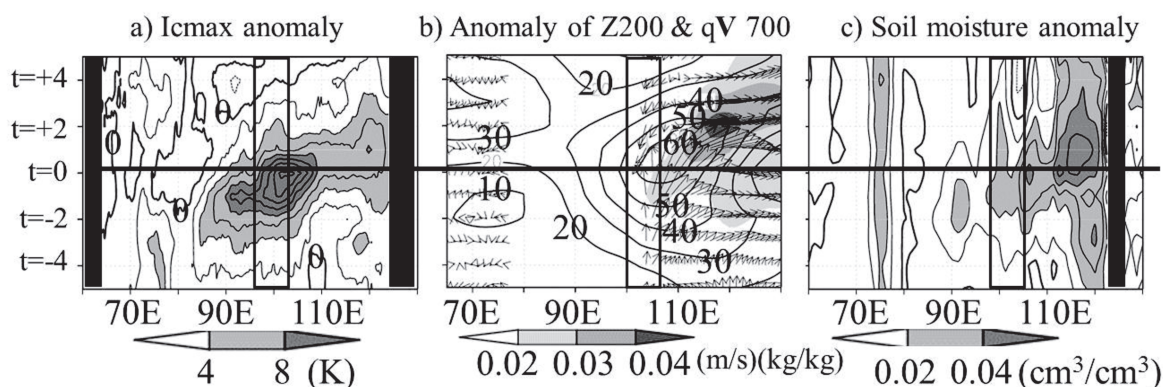 a) Icmax anomaly
b) Anomaly of Z200 & qV 700
c) Soil moisture anomaly
t=+4
t=+2
t=0
t=-2
t=-4
0
0
0
0
0
20
40
50
60
30
20
10
50
20
40
30
70E 90E 110E
70E 90E 110E
70E 90E 110E
4 8 (K)
0.02 0.03 0.04 (m/s)(kg/kg)
0.02 0.04 (cm³/cm³)